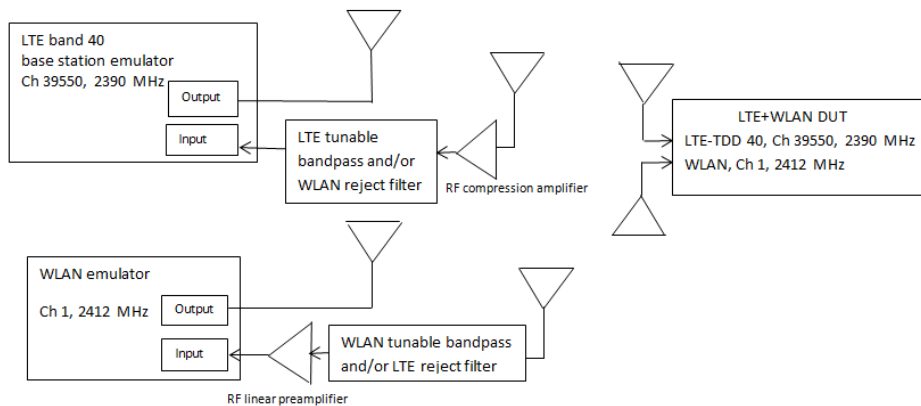 LTE band 40
base station emulator
Ch 39550, 2390 MHz
Output
Input
LTE tunable
bandpass and/or
WLAN reject filter
RF compression amplifier
LTE+WLAN DUT
LTE-TDD 40, Ch 39550, 2390 MHz
WLAN, Ch 1, 2412 MHz
WLAN emulator
Ch 1, 2412 MHz
Output
Input
WLAN tunable bandpass
and/or LTE reject filter
RF linear preamplifier